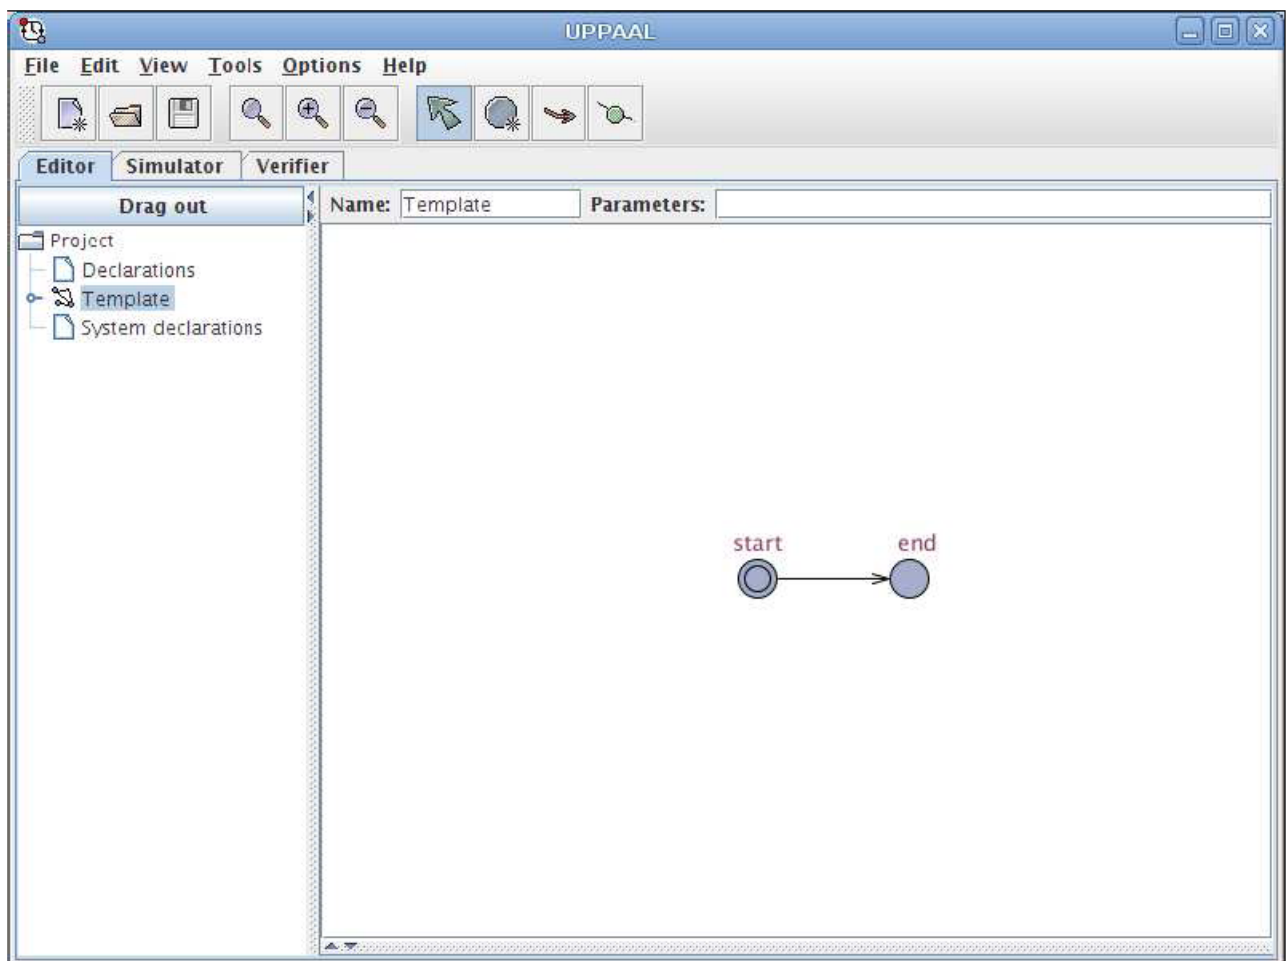 UPPAAL
File Edit View Tools Options Help
Editor Simulator Verifier
Drag out Name: Template Parameters:
Project
Declarations
Template
System declarations
start end